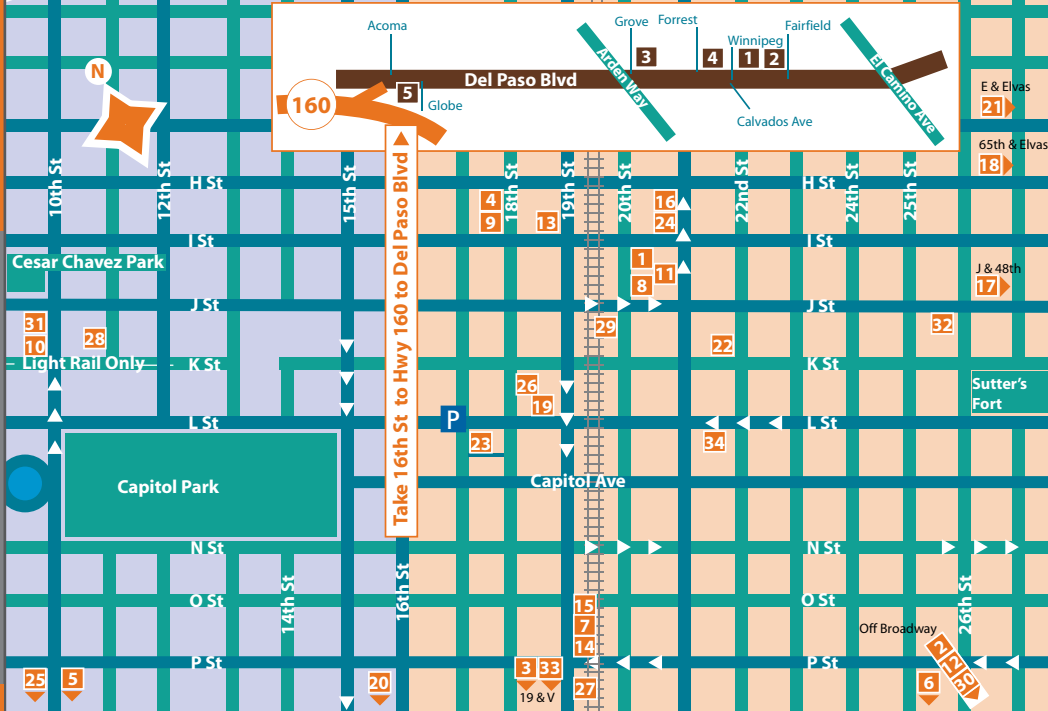 Acoma
Grove
Forrest
Winnipeg
Fairfield
3
4
1
2
Del Paso Blvd
5
Globe
160
Arden Way
Calvados Ave
El Camino Ave
N
E & Elvas
21
65th & Elvas
18
10th St
12th St
15th St
18th St
19th St
20th St
22nd St
24th St
25th St
Take 16th St to Hwy 160 to Del Paso Blvd
H St
H St
4
9
13
16
24
I St
I St
Cesar Chavez Park
1
8
11
J & 48th
17
J St
J St
31
10
28
29
22
32
Light Rail Only
K St
K St
26
19
Sutter's
Fort
P
L St
L St
23
34
Capitol Park
Capitol Ave
N St
N St
14th St
16th St
26th St
O St
O St
15
7
14
Off Broadway
P St
P St
25
5
20
3
33
19 & V
27
6